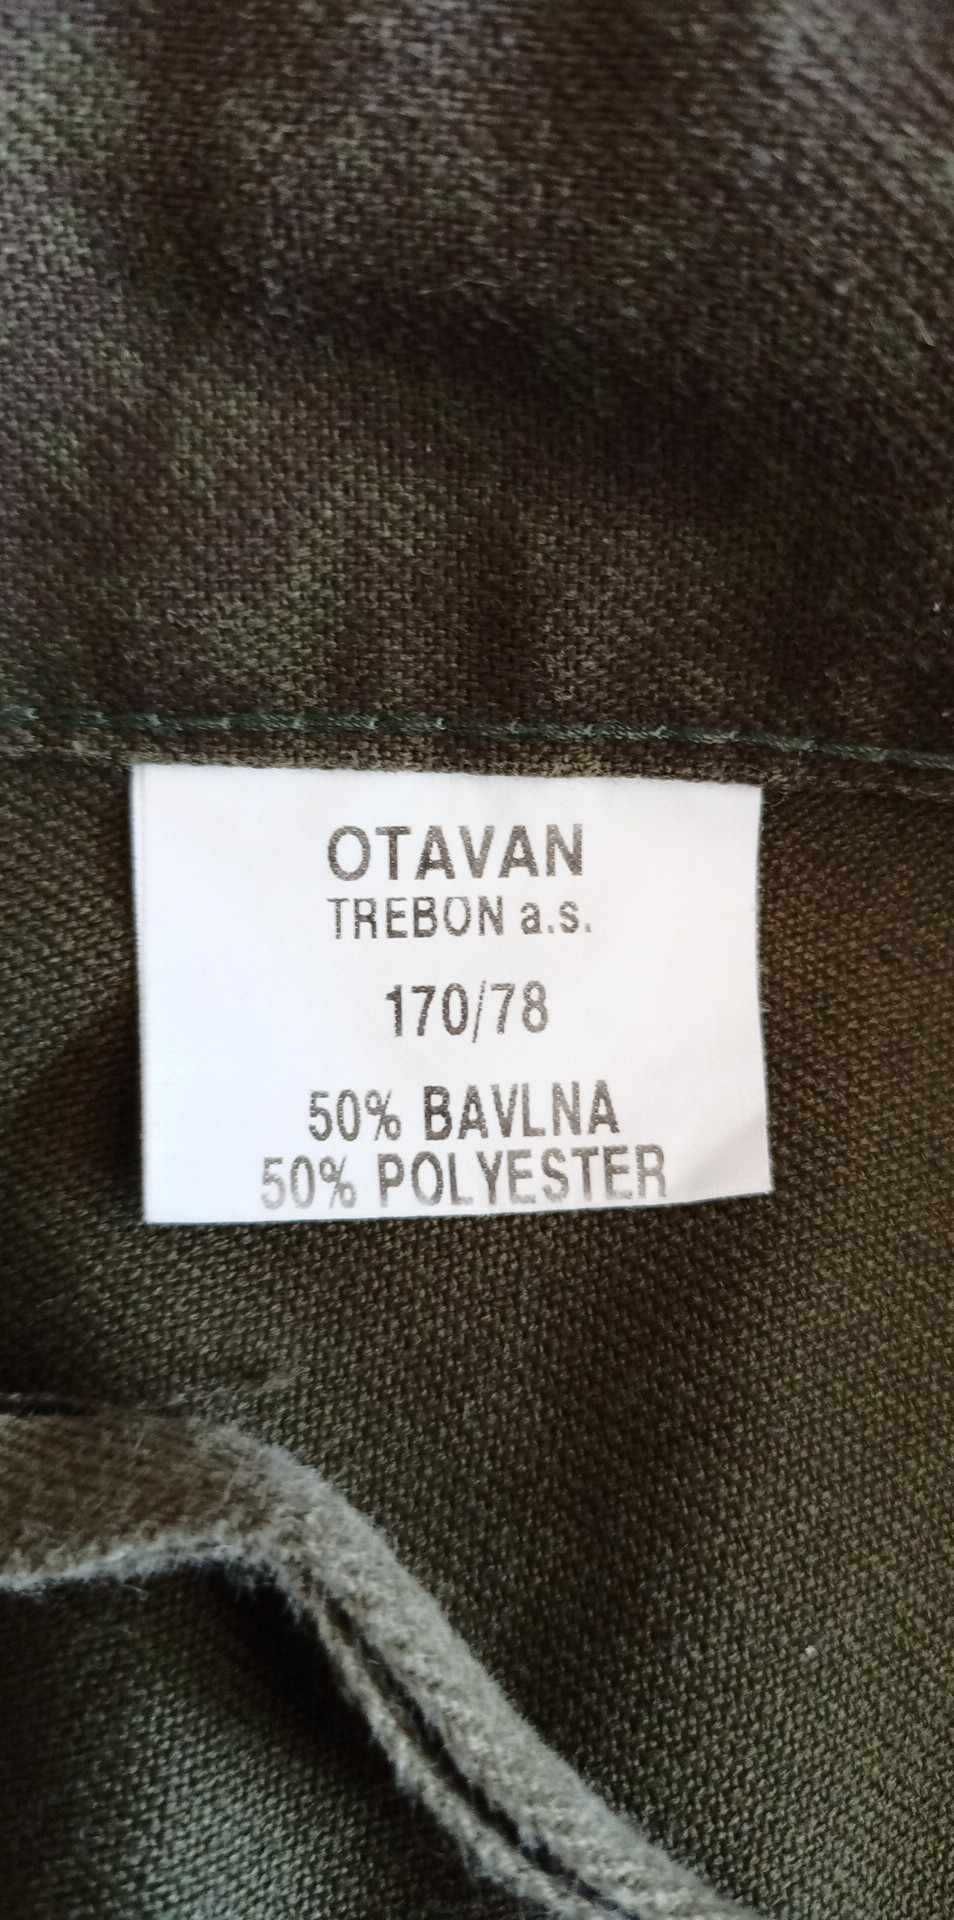 OTAVAN
TREBON a.s.
170/78
50% BAVLNA
50% POLYESTER